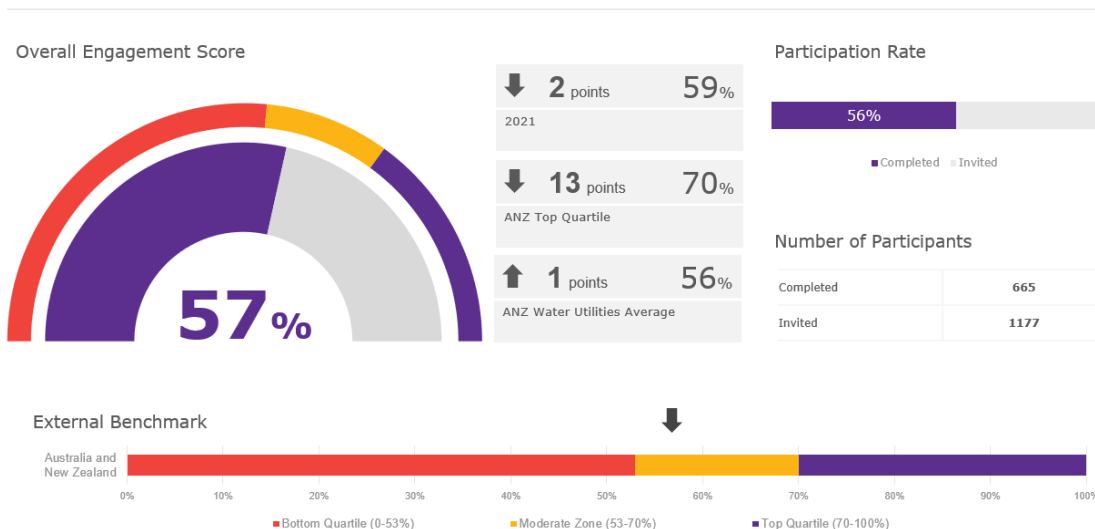 Overall Engagement Score
57%
2 points 59%
2021
13 points 70%
ANZ Top Quartile
1 points 56%
ANZ Water Utilities Average
Participation Rate
56%
Completed Invited
Number of Participants
Completed 665
Invited 1177
External Benchmark
Australia and
New Zealand
0% 10% 20% 30% 40% 50% 60% 70% 80% 90% 100%
Bottom Quartile (0-53%) Moderate Zone (53-70%) Top Quartile (70-100%)